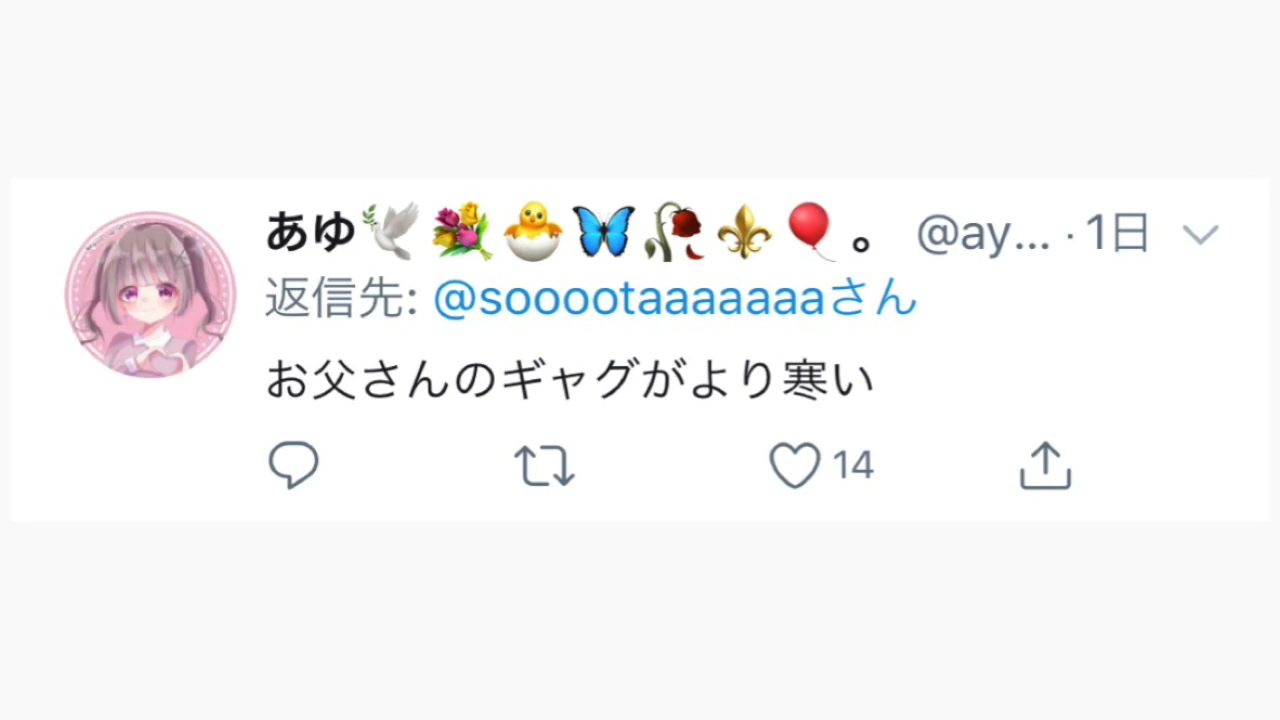 あゆ🕊💐🐣🦋🥀⚜🎈。 @ay... · 1日
返信先: @sooootaaaaaaaさん
お父さんのギャグがより寒い
14